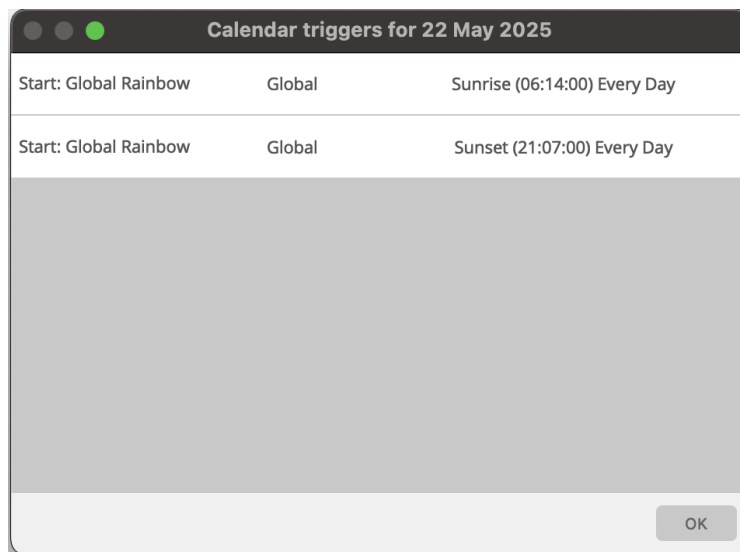 Calendar triggers for 22 May 2025
Start: Global Rainbow Global Sunrise (06:14:00) Every Day
Start: Global Rainbow Global Sunset (21:07:00) Every Day
OK